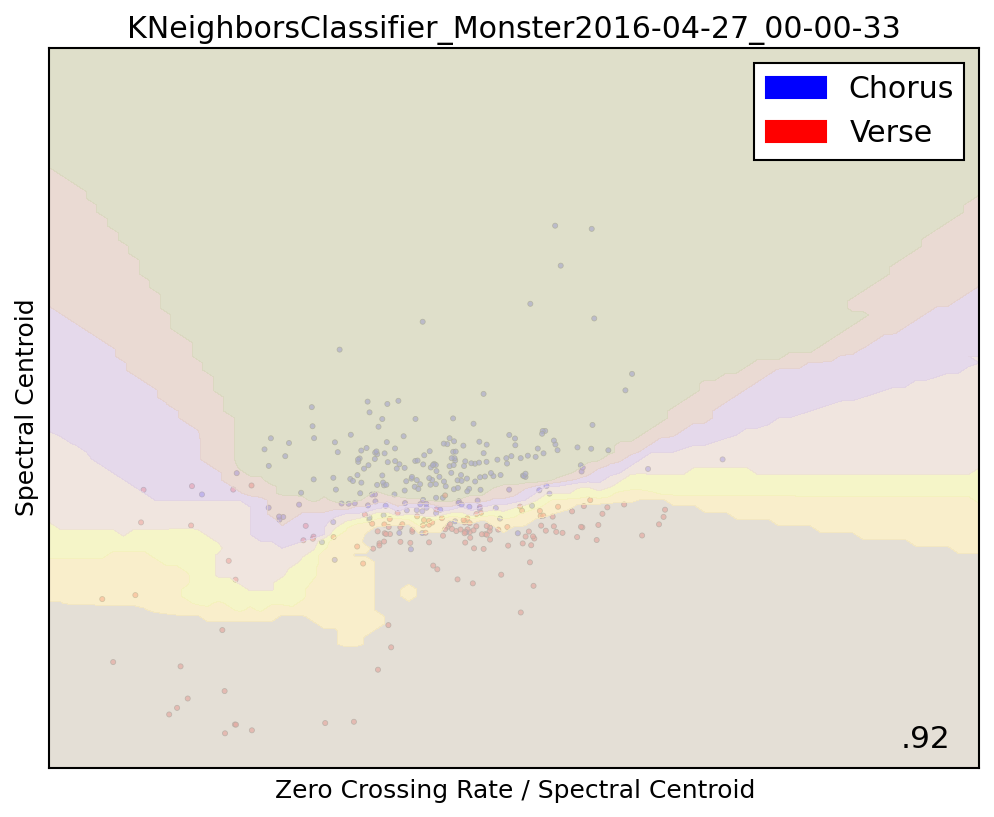 KNeighborsClassifier_Monster2016-04-27_00-00-33
Chorus
Verse
Spectral Centroid
.92
Zero Crossing Rate / Spectral Centroid